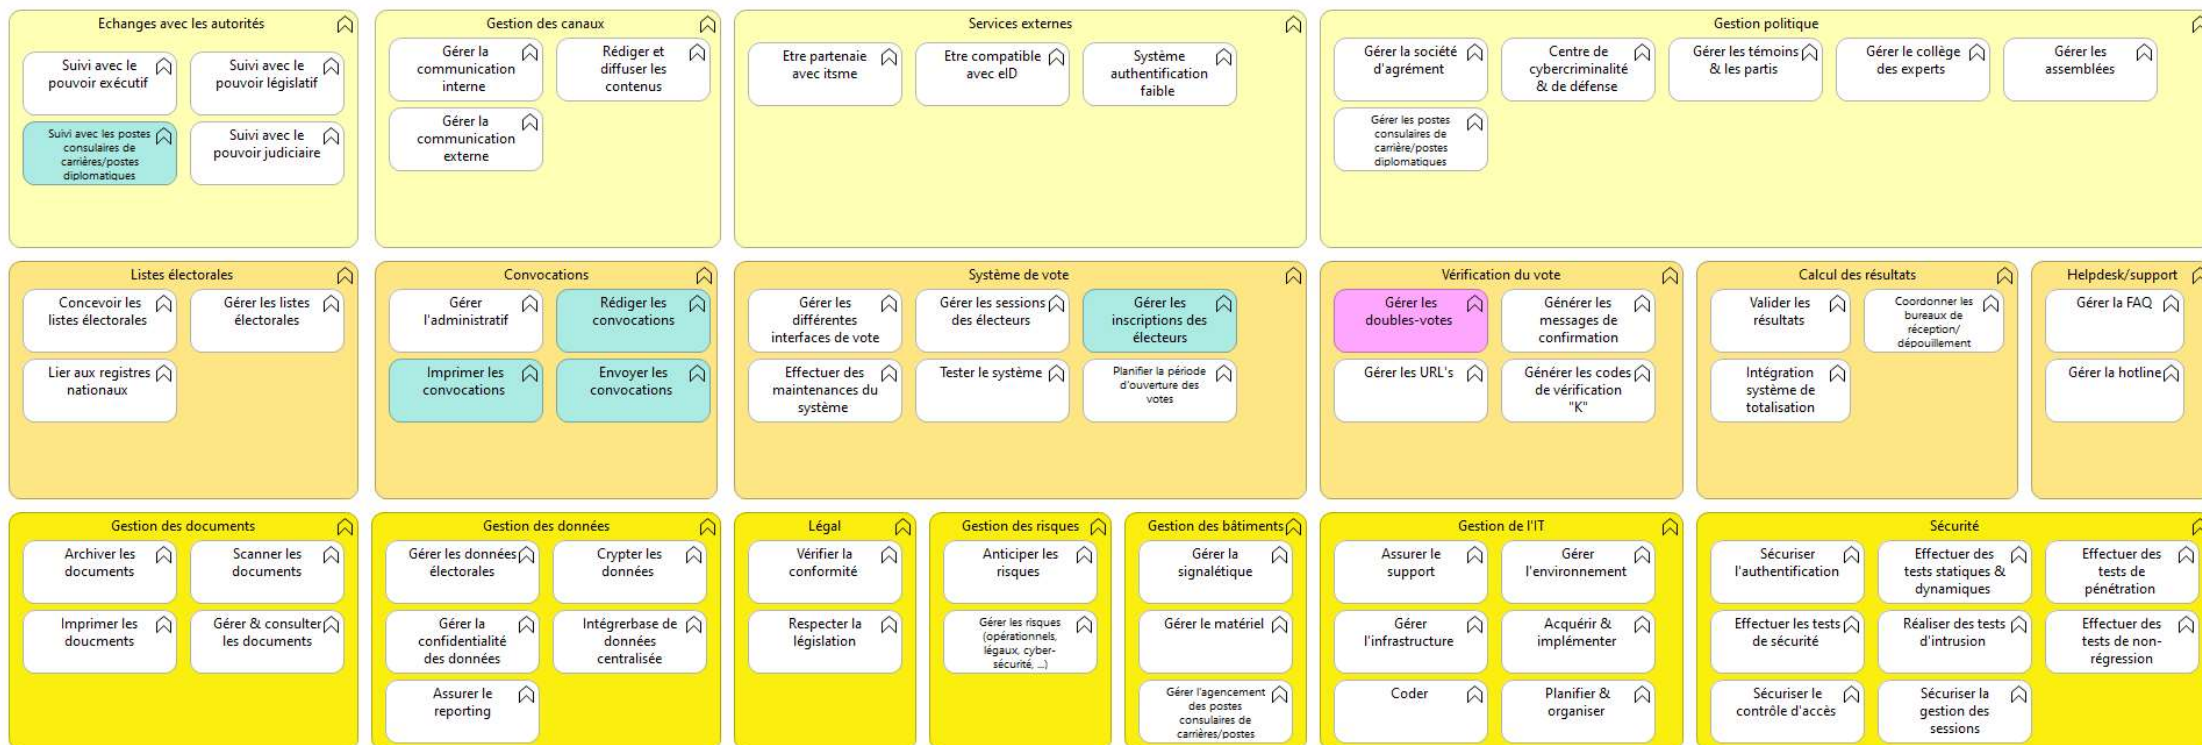 Echanges avec les autorités
Suivi avec le
pouvoir exécutif
Suivi avec le
pouvoir législatif
Suivi avec les postes
consulaires de
carrières/postes
diplomatiques
Suivi avec le
pouvoir judiciaire
Gestion des canaux
Gérer la
communication
interne
Rédiger et
diffuser les
contenus
Gérer la
communication
externe
Services externes
Etre partenaie
avec itsme
Etre compatible
avec eID
Système
authentification
faible
Gestion politique
Gérer la société
d'agrément
Centre de
cybercriminalité
& de défense
Gérer les témoins
& les partis
Gérer le collège
des experts
Gérer les
assemblées
Gérer les postes
consulaires de
carrière/postes
diplomatiques
Listes électorales
Concevoir les
listes électorales
Gérer les listes
électorales
Lier aux registres
nationaux
Convocations
Gérer
l'administratif
Rédiger les
convocations
Imprimer les
convocations
Envoyer les
convocations
Système de vote
Gérer les
différentes
interfaces de vote
Gérer les sessions
des électeurs
Gérer les
inscriptions des
électeurs
Effectuer des
maintenances du
système
Tester le système
Planifier la période
d'ouverture des
votes
Vérification du vote
Gérer les
doubles-votes
Générer les
messages de
confirmation
Gérer les URL's
Générer les codes
de vérification
"K"
Calcul des résultats
Valider les
résultats
Coordonner les
bureaux de
réception/
dépouillement
Intégration
système de
totalisation
Helpdesk/support
Gérer la FAQ
Gérer la hotline
Gestion des documents
Archiver les
documents
Scanner les
documents
Imprimer les
doucments
Gérer & consulter
les documents
Gestion des données
Gérer les données
électorales
Crypter les
données
Gérer la
confidentialité
des données
Intégrerbase de
données
centralisée
Assurer le
reporting
Légal
Vérifier la
conformité
Respecter la
législation
Gestion des risques
Anticiper les
risques
Gérer les risques
(opérationnels,
légaux, cyber-
sécurité, ...)
Gestion des bâtiments
Gérer la
signalétique
Gérer le matériel
Gérer l'agencement
des postes
consulaires de
carrières/postes
Gestion de l'IT
Assurer le
support
Gérer
l'environnement
Gérer
l'infrastructure
Acquérir &
implémenter
Coder
Planifier &
organiser
Sécurité
Sécuriser
l'authentification
Effectuer des
tests statiques &
dynamiques
Effectuer des
tests de
pénétration
Effectuer les tests
de sécurité
Réaliser des tests
d'intrusion
Effectuer des
tests de non-
régression
Sécuriser le
contrôle d'accès
Sécuriser la
gestion des
sessions